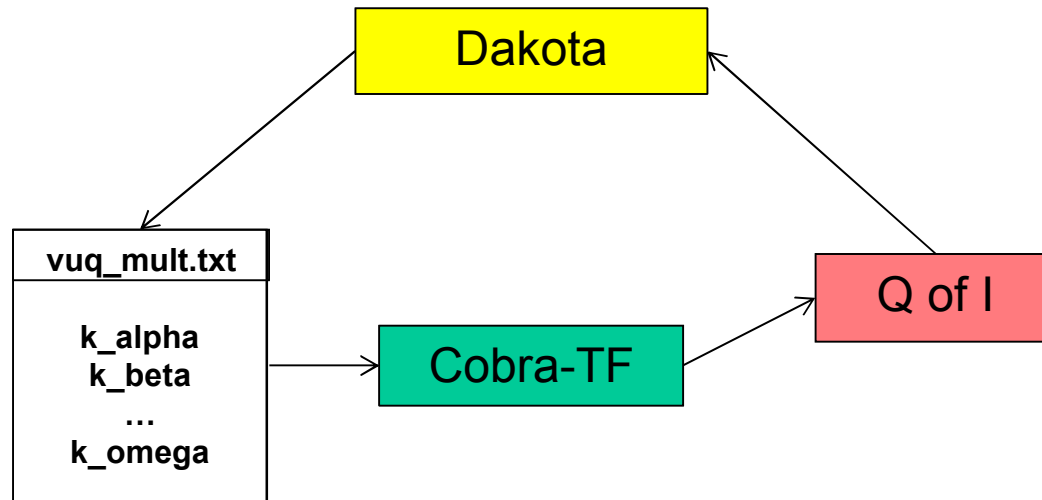 Dakota
vuq_mult.txt
k_alpha
k_beta
...
k_omega
Cobra-TF
Q of I